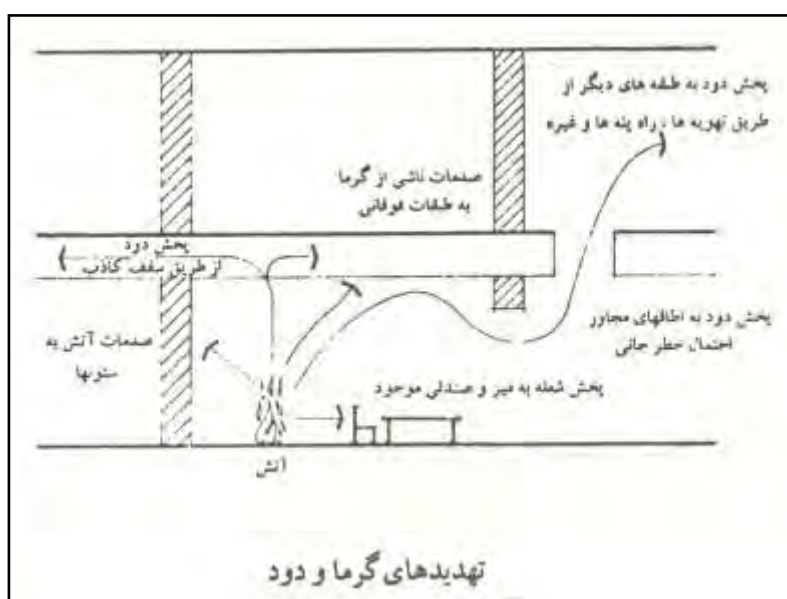 پخش دود به طبقه های دیگر از
طریق تهویه ها ، راه پله ها و غیره
صدمات ناشی از گرما
به طبقات فوقانی
پخش دود
از طریق سقف کاذب
پخش دود به اطاقهای مجاور
احتمال خطر جانی
صدمات آتش به
ستونها
پخش شعله به میز و صندلی موجود
آتش
تهدیدهای گرما و دود